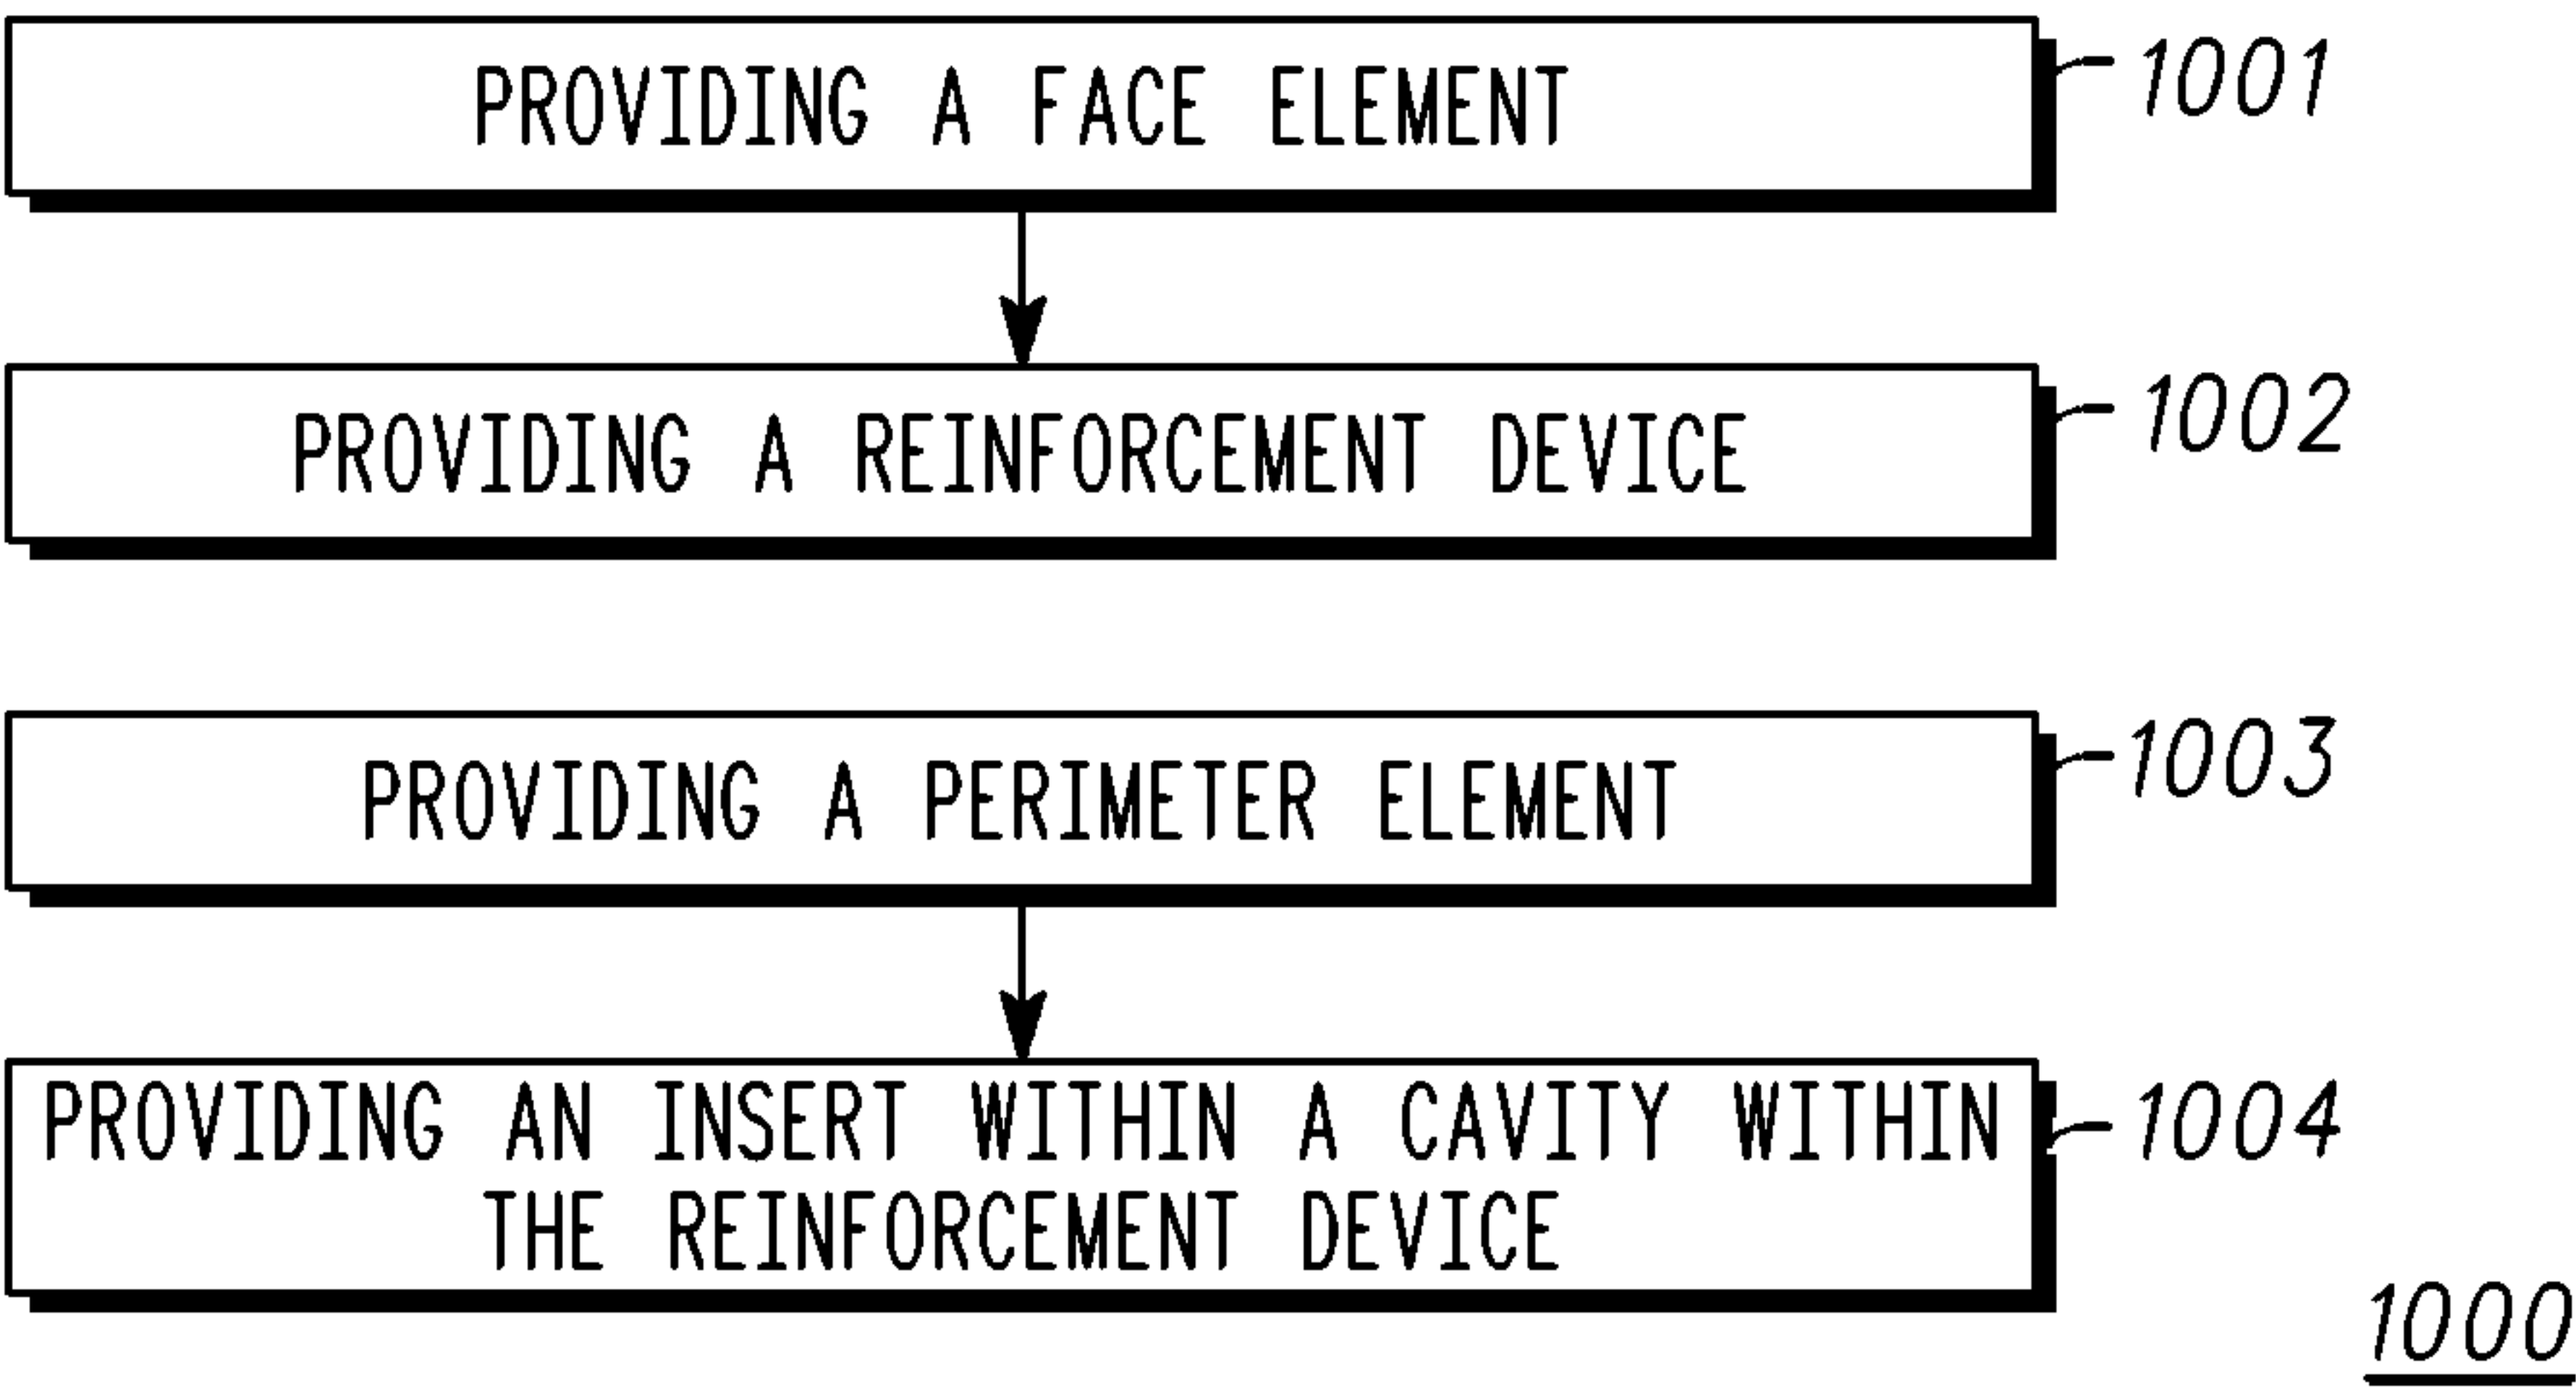 PROVIDING A FACE ELEMENT
1001
PROVIDING A REINFORCEMENT DEVICE
1002
PROVIDING A PERIMETER ELEMENT
1003
PROVIDING AN INSERT WITHIN A CAVITY WITHIN
THE REINFORCEMENT DEVICE
1004
1000